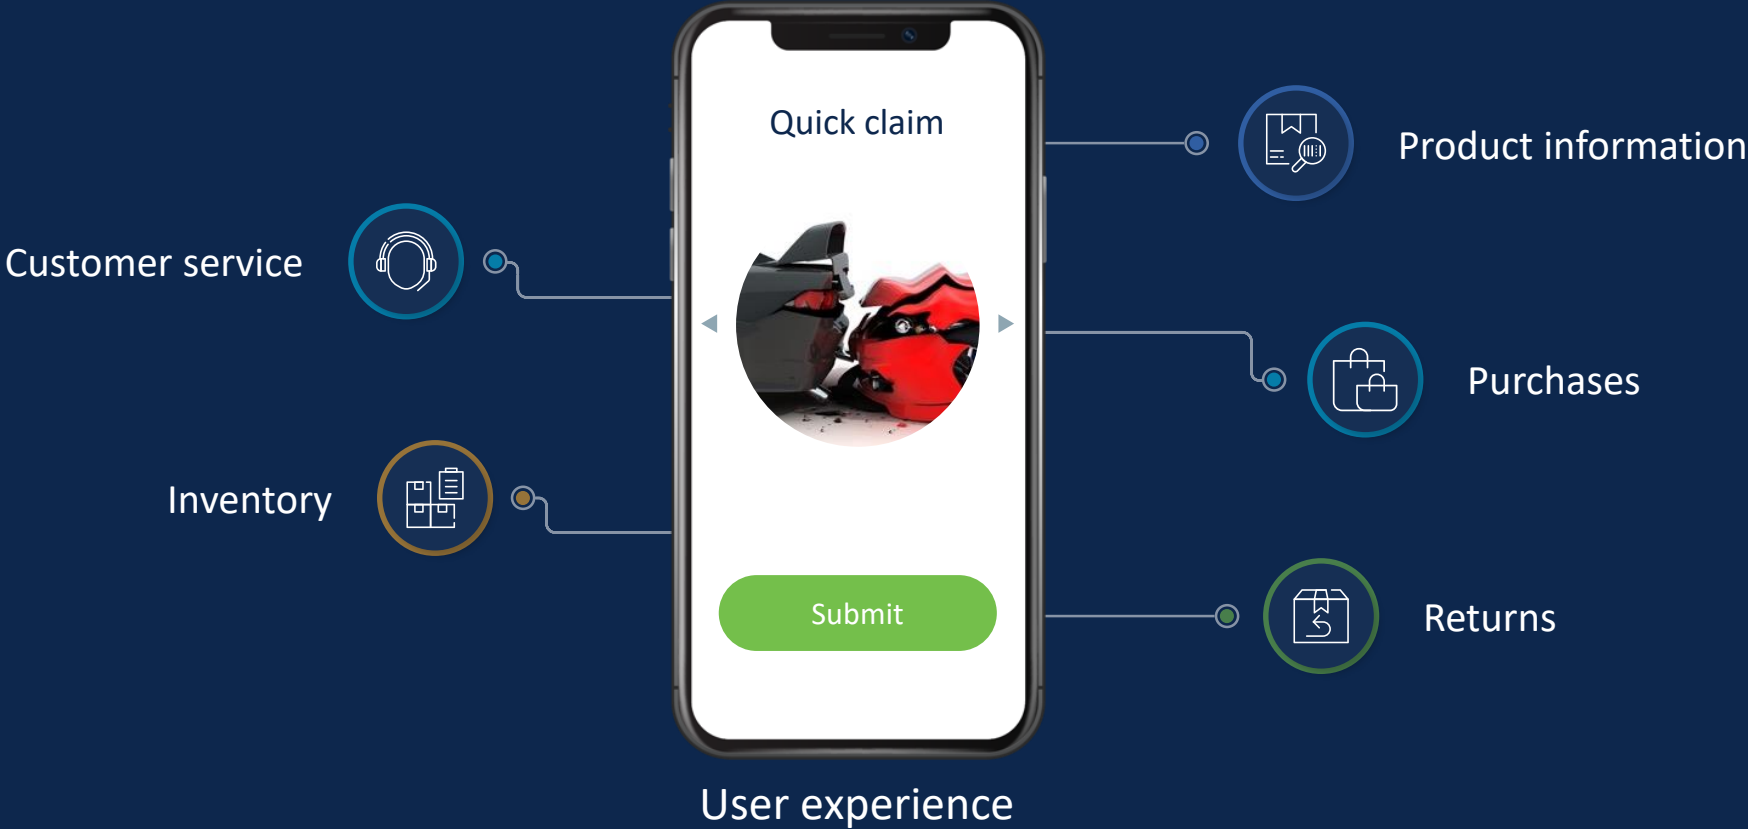 Quick claim
Product information
Customer service
Purchases
Inventory
Submit
Returns
User experience